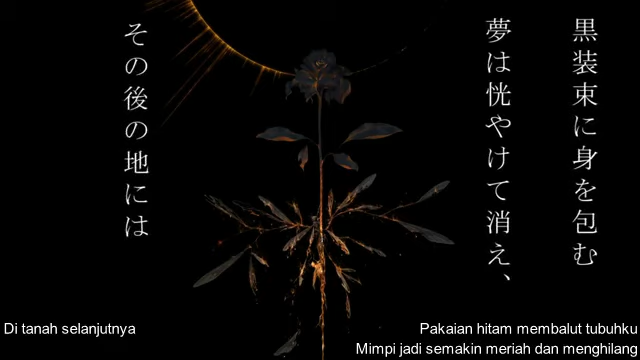 黒装束に身を包む
夢は恍やけて消え、
その後の地には
Di tanah selanjutnya
Pakaian hitam membalut tubuhku
Mimpi jadi semakin meriah dan menghilang